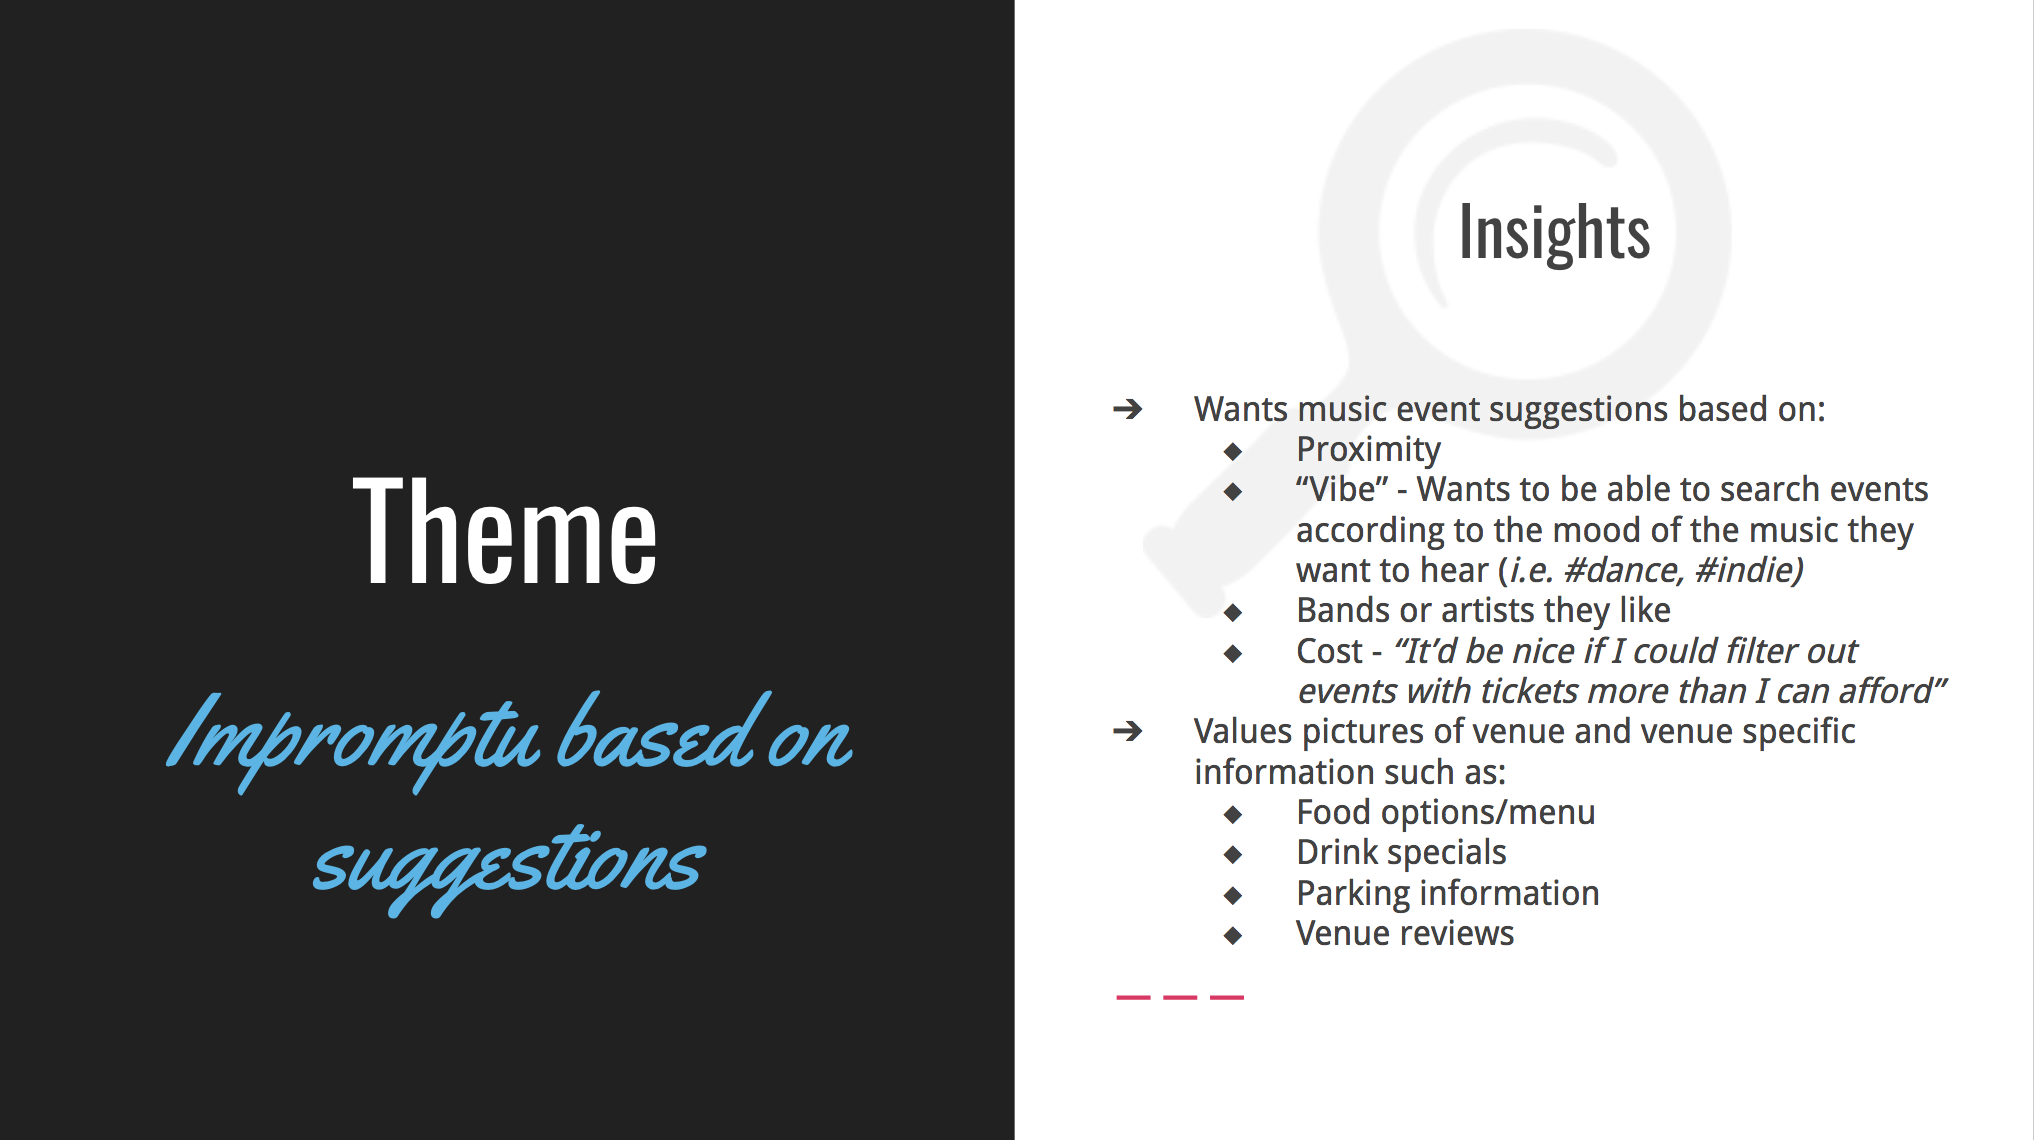 Theme
Impromptu based on
suggestions
Insights
➔ Wants music event suggestions based on:
◆ Proximity
◆ “Vibe” - Wants to be able to search events
according to the mood of the music they
want to hear (i.e. #dance, #indie)
◆ Bands or artists they like
◆ Cost - “It’d be nice if I could filter out
events with tickets more than I can afford”
➔ Values pictures of venue and venue specific
information such as:
◆ Food options/menu
◆ Drink specials
◆ Parking information
◆ Venue reviews